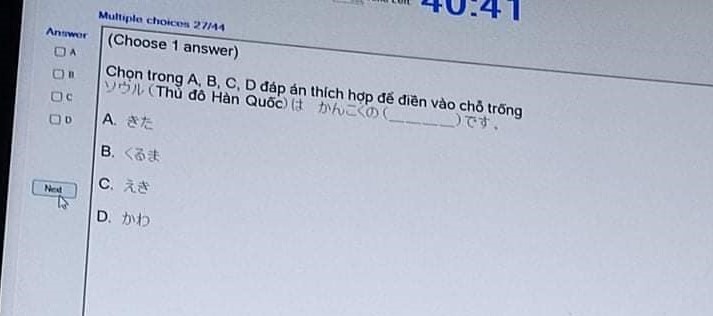 40:41
Multiple choices 27/44
Answer
(Choose 1 answer)
A
B
C
D
Chọn trong A, B, C, D đáp án thích hợp để điền vào chỗ trống
ソウル (Thủ đô Hàn Quốc) は かんこくの (________) です。
A. きた
B. くるま
C. えき
D. かわ
Next